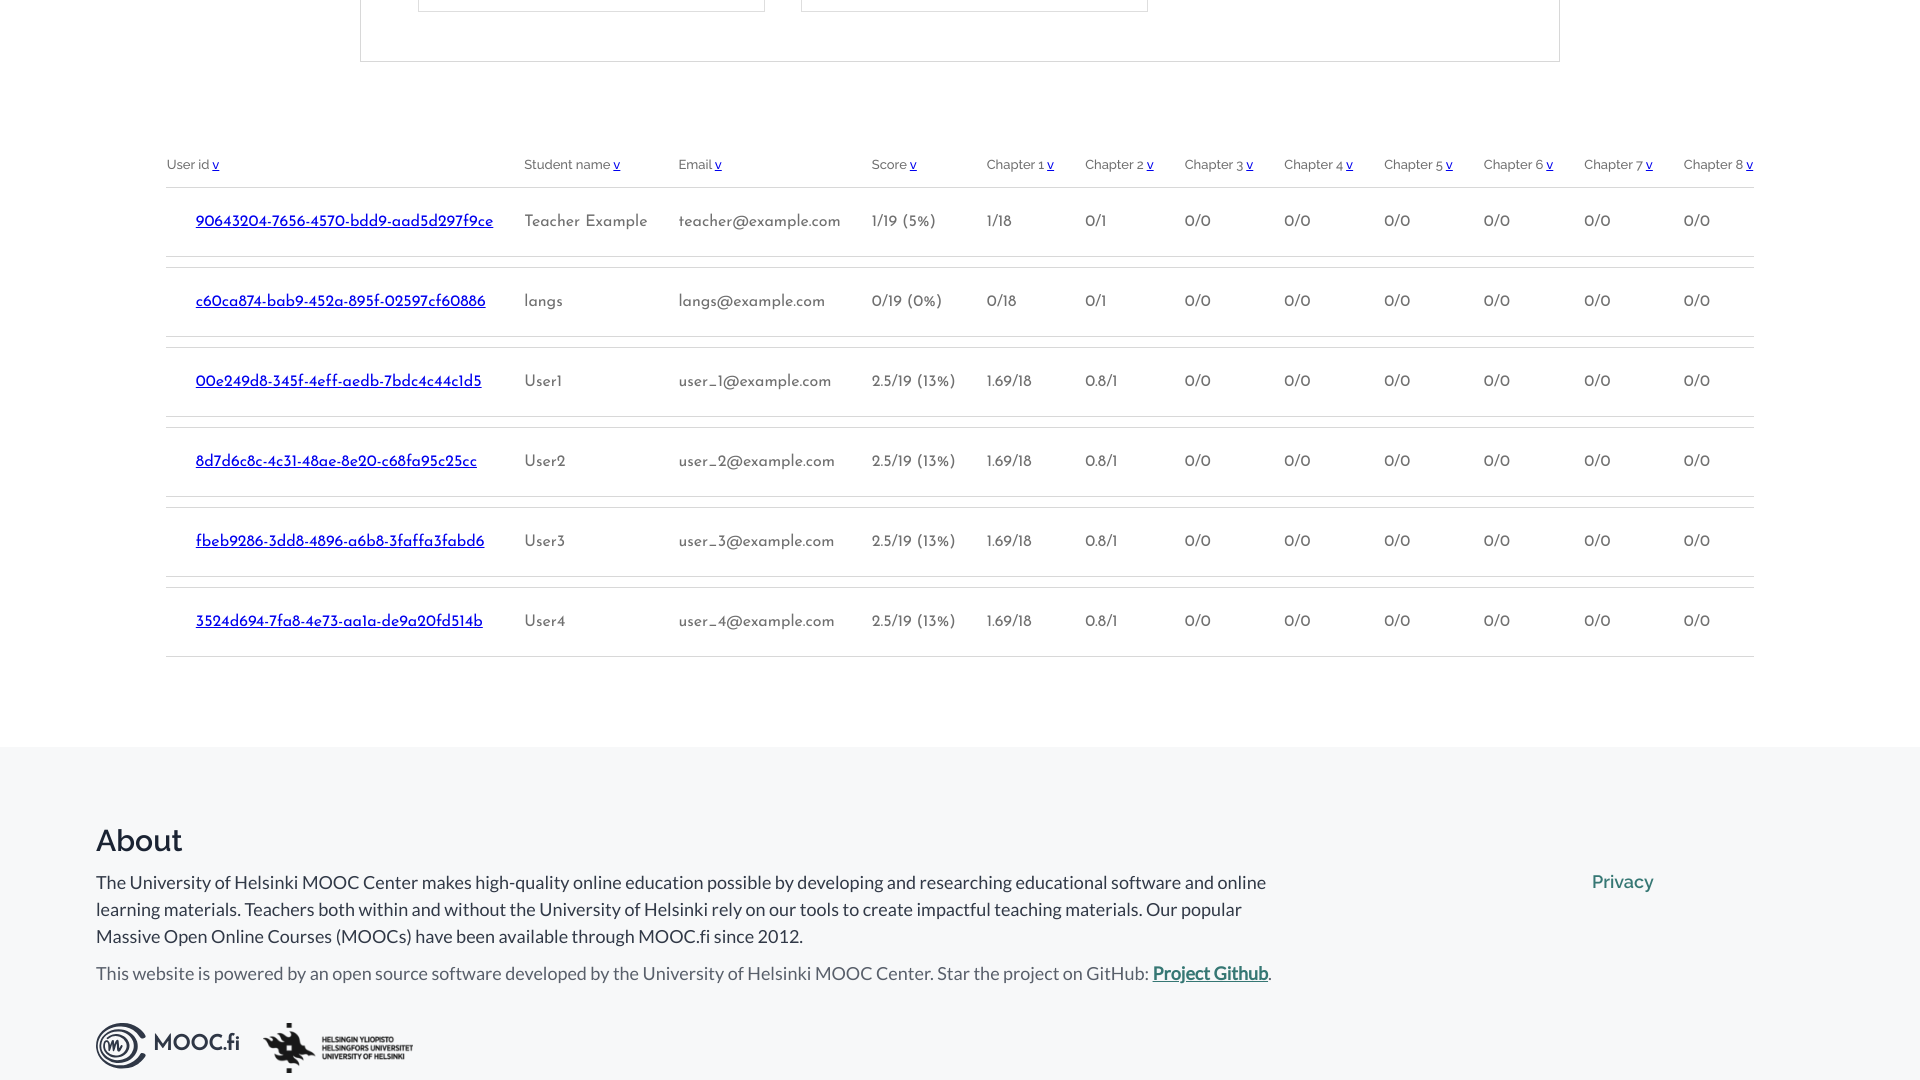 User id v Student name v Email v Score v Chapter 1 v Chapter 2 v Chapter 3 v Chapter 4 v Chapter 5 v Chapter 6 v Chapter 7 v Chapter 8 v
90643204-7656-4570-bdd9-aad5d297f9ce Teacher Example teacher@example.com 1/19 (5%) 1/18 0/1 0/0 0/0 0/0 0/0 0/0 0/0
c60ca874-bab9-452a-895f-02597cf60886 langs langs@example.com 0/19 (0%) 0/18 0/1 0/0 0/0 0/0 0/0 0/0 0/0
00e249d8-345f-4eff-aedb-7bdc4c44c1d5 User1 user_1@example.com 2.5/19 (13%) 1.69/18 0.8/1 0/0 0/0 0/0 0/0 0/0 0/0
8d7d6c8c-4c31-48ae-8e20-c68fa95c25cc User2 user_2@example.com 2.5/19 (13%) 1.69/18 0.8/1 0/0 0/0 0/0 0/0 0/0 0/0
fbeb9286-3dd8-4896-a6b8-3faffa3fabd6 User3 user_3@example.com 2.5/19 (13%) 1.69/18 0.8/1 0/0 0/0 0/0 0/0 0/0 0/0
3524d694-7fa8-4e73-aa1a-de9a20fd514b User4 user_4@example.com 2.5/19 (13%) 1.69/18 0.8/1 0/0 0/0 0/0 0/0 0/0 0/0
About
The University of Helsinki MOOC Center makes high-quality online education possible by developing and researching educational software and online
learning materials. Teachers both within and without the University of Helsinki rely on our tools to create impactful teaching materials. Our popular
Massive Open Online Courses (MOOCs) have been available through MOOC.fi since 2012.
This website is powered by an open source software developed by the University of Helsinki MOOC Center. Star the project on GitHub: Project Github.
Privacy
MOOC.fi
HELSINGIN YLIOPISTO
HELSINGFORS UNIVERSITET
UNIVERSITY OF HELSINKI